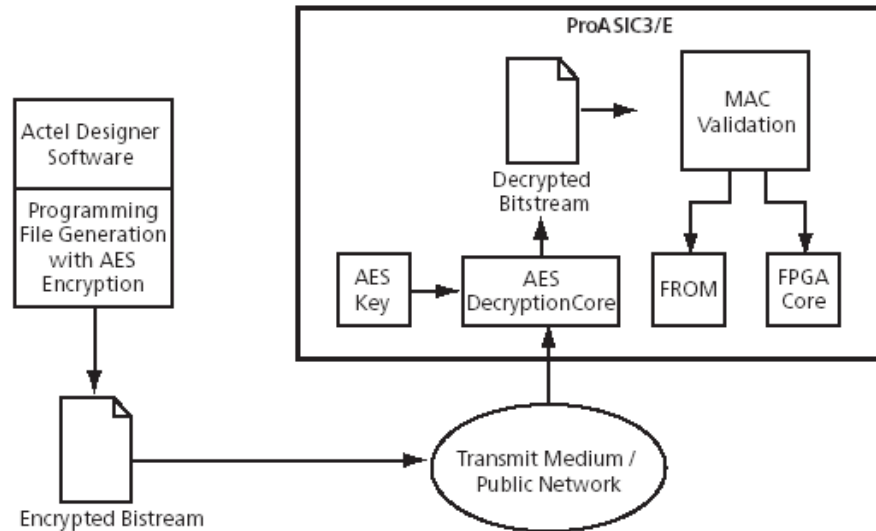 ProASIC3/E
Actel Designer
Software
Programming
File Generation
with AES
Encryption
Decrypted
Bitstream
MAC
Validation
AES
Key
AES
DecryptionCore
FROM
FPGA
Core
Encrypted Bistream
Transmit Medium /
Public Network